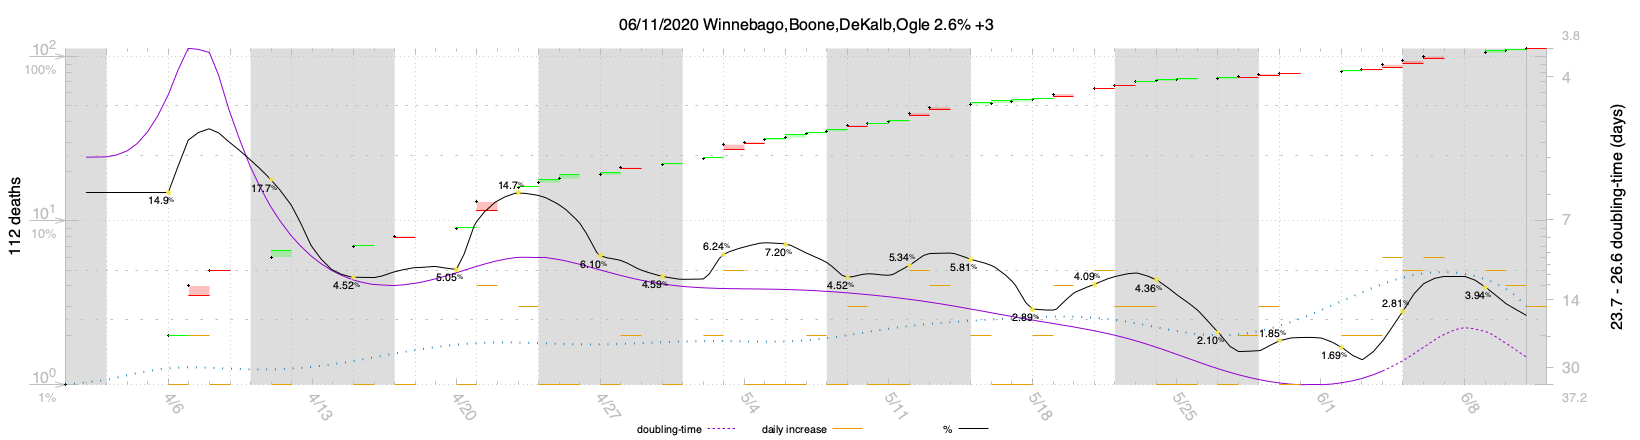 06/11/2020 Winnebago,Boone,DeKalb,Ogle 2.6% +3
10² 3.8
100% 4
14.7%
17.7%
14.9%
112 deaths
23.7 - 26.6 doubling-time (days)
10¹ 7
10%
6.24% 7.20% 5.34% 5.81%
6.10% 5.05% 4.52% 4.59% 4.52% 4.09% 4.36%
3.94% 2.81% 14
2.89% 2.10% 1.85% 1.69%
10⁰ 30
1% 37.2
4/6 4/13 4/20 4/27 5/4 5/11 5/18 5/25 6/1 6/8
doubling-time daily increase %